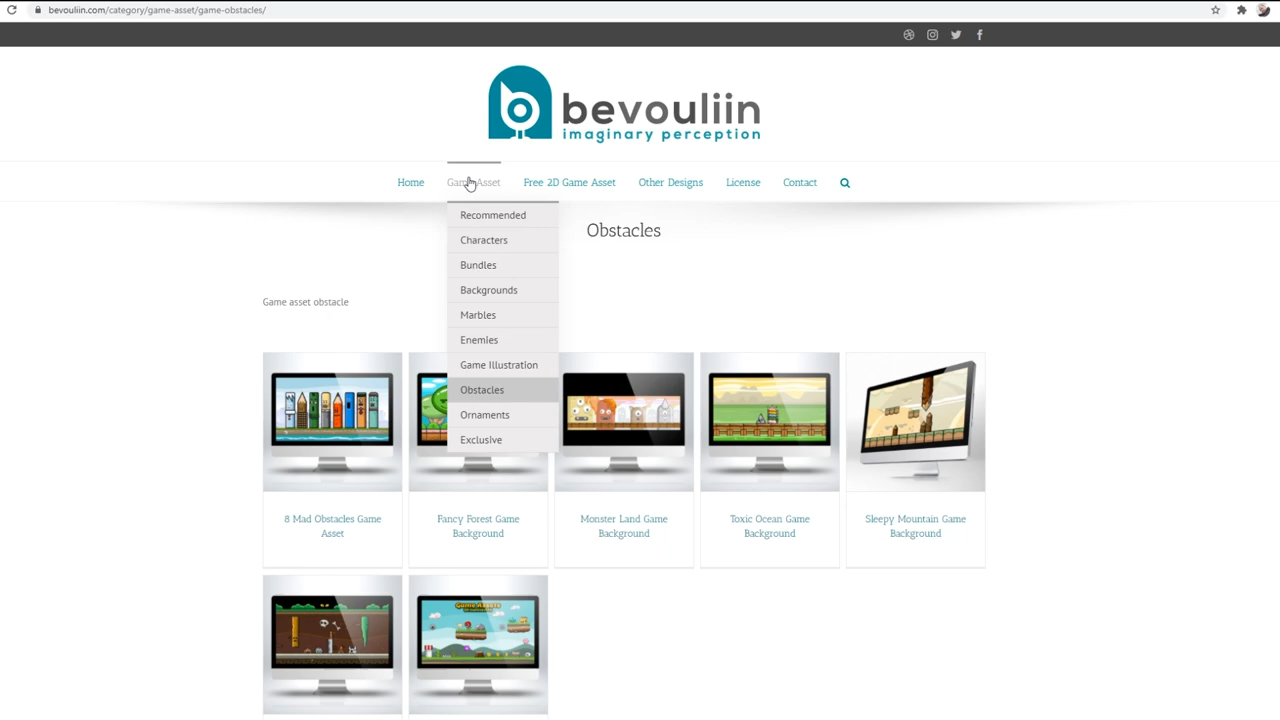 bevouliin.com/category/game-asset/game-obstacles/
bevouliin
imaginary perception
Home Game Asset Free 2D Game Asset Other Designs License Contact
Recommended
Characters
Bundles
Backgrounds
Marbles
Enemies
Game Illustration
Obstacles
Ornaments
Exclusive
Obstacles
Game asset obstacle
8 Mad Obstacles Game
Asset
Fancy Forest Game
Background
Monster Land Game
Background
Toxic Ocean Game
Background
Sleepy Mountain Game
Background
Game Assets